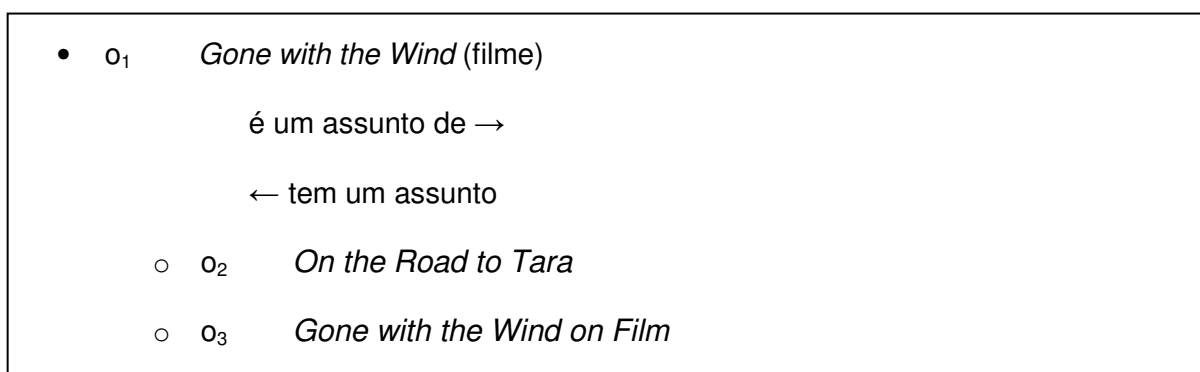 • o₁ Gone with the Wind (filme)
é um assunto de →
← tem um assunto
○ o₂ On the Road to Tara
○ o₃ Gone with the Wind on Film